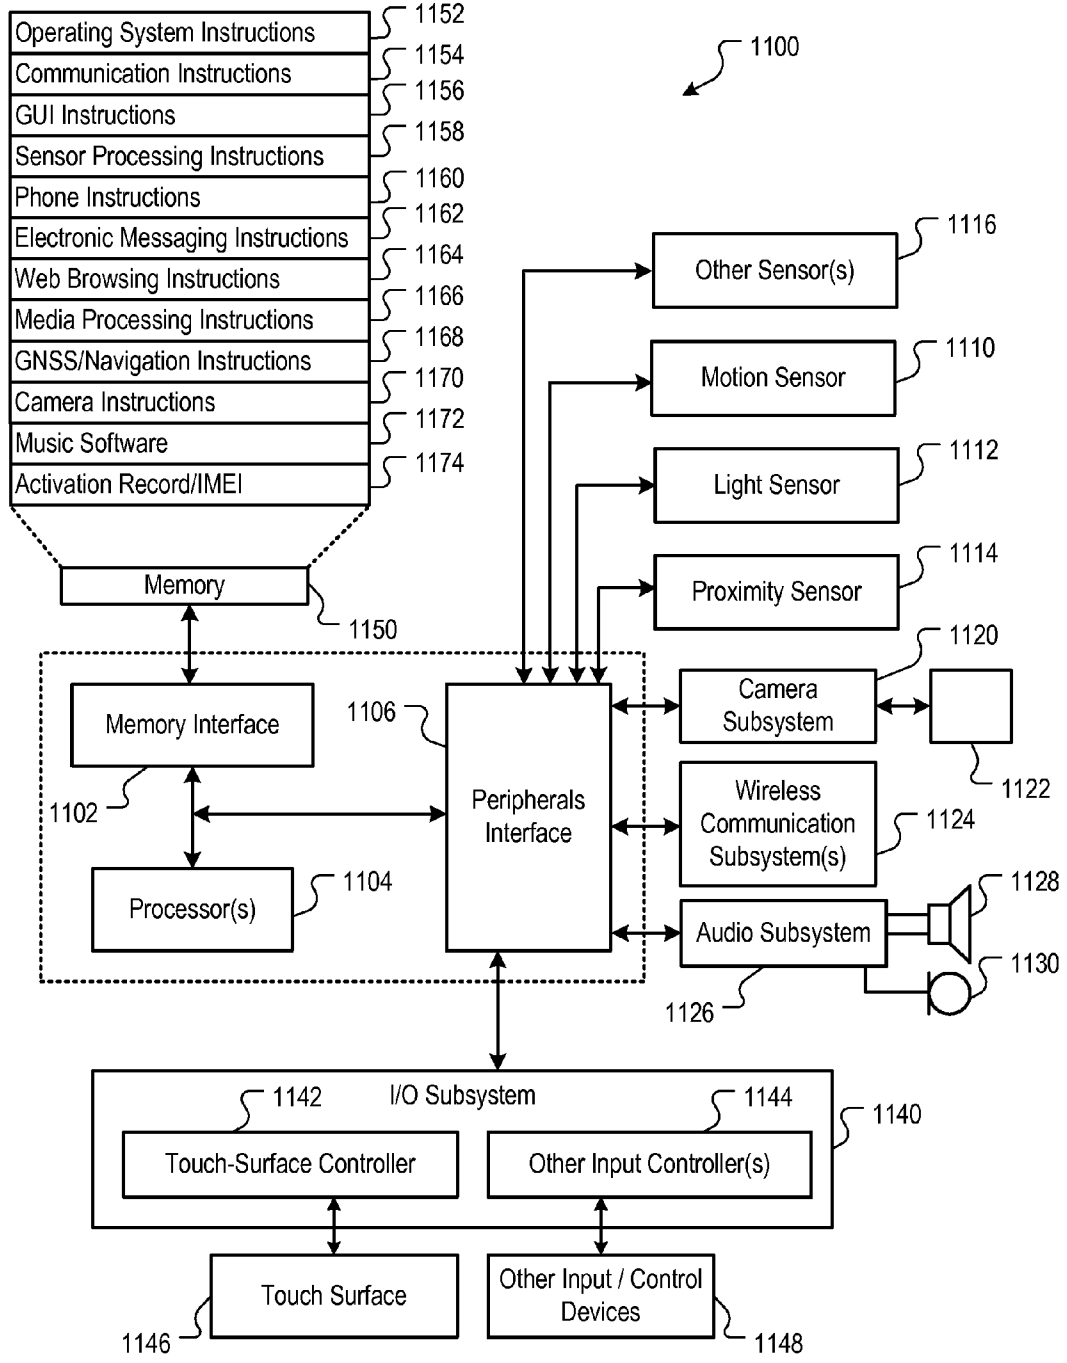 1152
Operating System Instructions
1154
Communication Instructions
1156
GUI Instructions
1158
Sensor Processing Instructions
1160
Phone Instructions
1162
Electronic Messaging Instructions
1164
Web Browsing Instructions
1166
Media Processing Instructions
1168
GNSS/Navigation Instructions
1170
Camera Instructions
1172
Music Software
1174
Activation Record/IMEI
Memory
1150
1100
1116
Other Sensor(s)
1110
Motion Sensor
1112
Light Sensor
1114
Proximity Sensor
1120
Camera
Subsystem
1122
Memory Interface
1102
1106
Peripherals
Interface
Wireless
Communication
Subsystem(s)
1124
1104
Processor(s)
Audio Subsystem
1126
1128
1130
I/O Subsystem
1140
1142
Touch-Surface Controller
1144
Other Input Controller(s)
Touch Surface
1146
Other Input / Control
Devices
1148